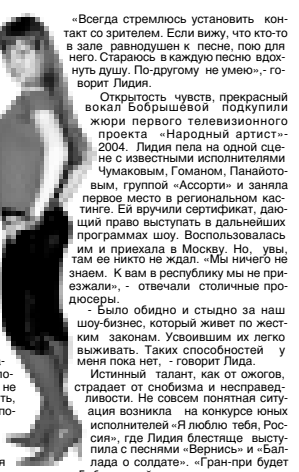 «Всегда стремлюсь установить кон-
такт со зрителем. Если вижу, что кто-то
в зале равнодушен к песне, пою для
него. Стараюсь в каждую песню вдох-
нуть душу. По-другому не умею»,- го-
ворит Лидия.
Открытость чувств, прекрасный
вокал Бобрышевой подкупили
жюри первого телевизионного
проекта «Народный артист»-
2004. Лидия пела на одной сце-
не с известными исполнителями
Чумаковым, Гоманом, Панайото-
вым, группой «Ассорти» и заняла
первое место в региональном кас-
тинге. Ей вручили сертификат, даю-
щий право выступать в дальнейших
программах шоу. Воспользовалась
им и приехала в Москву. Но, увы,
там ее никто не ждал. «Мы ничего не
знаем. К вам в республику мы не при-
езжали», - отвечали столичные про-
дюсеры.
- Было обидно и стыдно за наш
шоу-бизнес, который живет по жест-
ким законам. Усвоившим их легко
выживать. Таких способностей у
меня пока нет, - говорит Лида.
Истинный талант, как от ожогов,
страдает от снобизма и несправед-
ливости. Не совсем понятная ситу-
ация возникла на конкурсе юных
исполнителей «Я люблю тебя, Рос-
сия», где Лидия блестяще высту-
пила с песнями «Вернись» и «Бал-
лада о солдате». «Гран-при будет